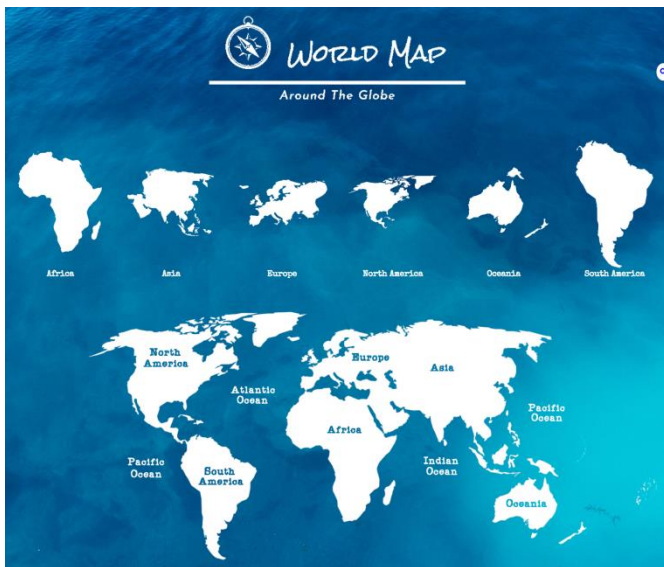 World Map
Around The Globe
Africa
Asia
Europe
North America
Oceania
South America
North
America
Europe
Asia
Atlantic
Ocean
Africa
Pacific
Ocean
Pacific
Ocean
South
America
Indian
Ocean
Oceania